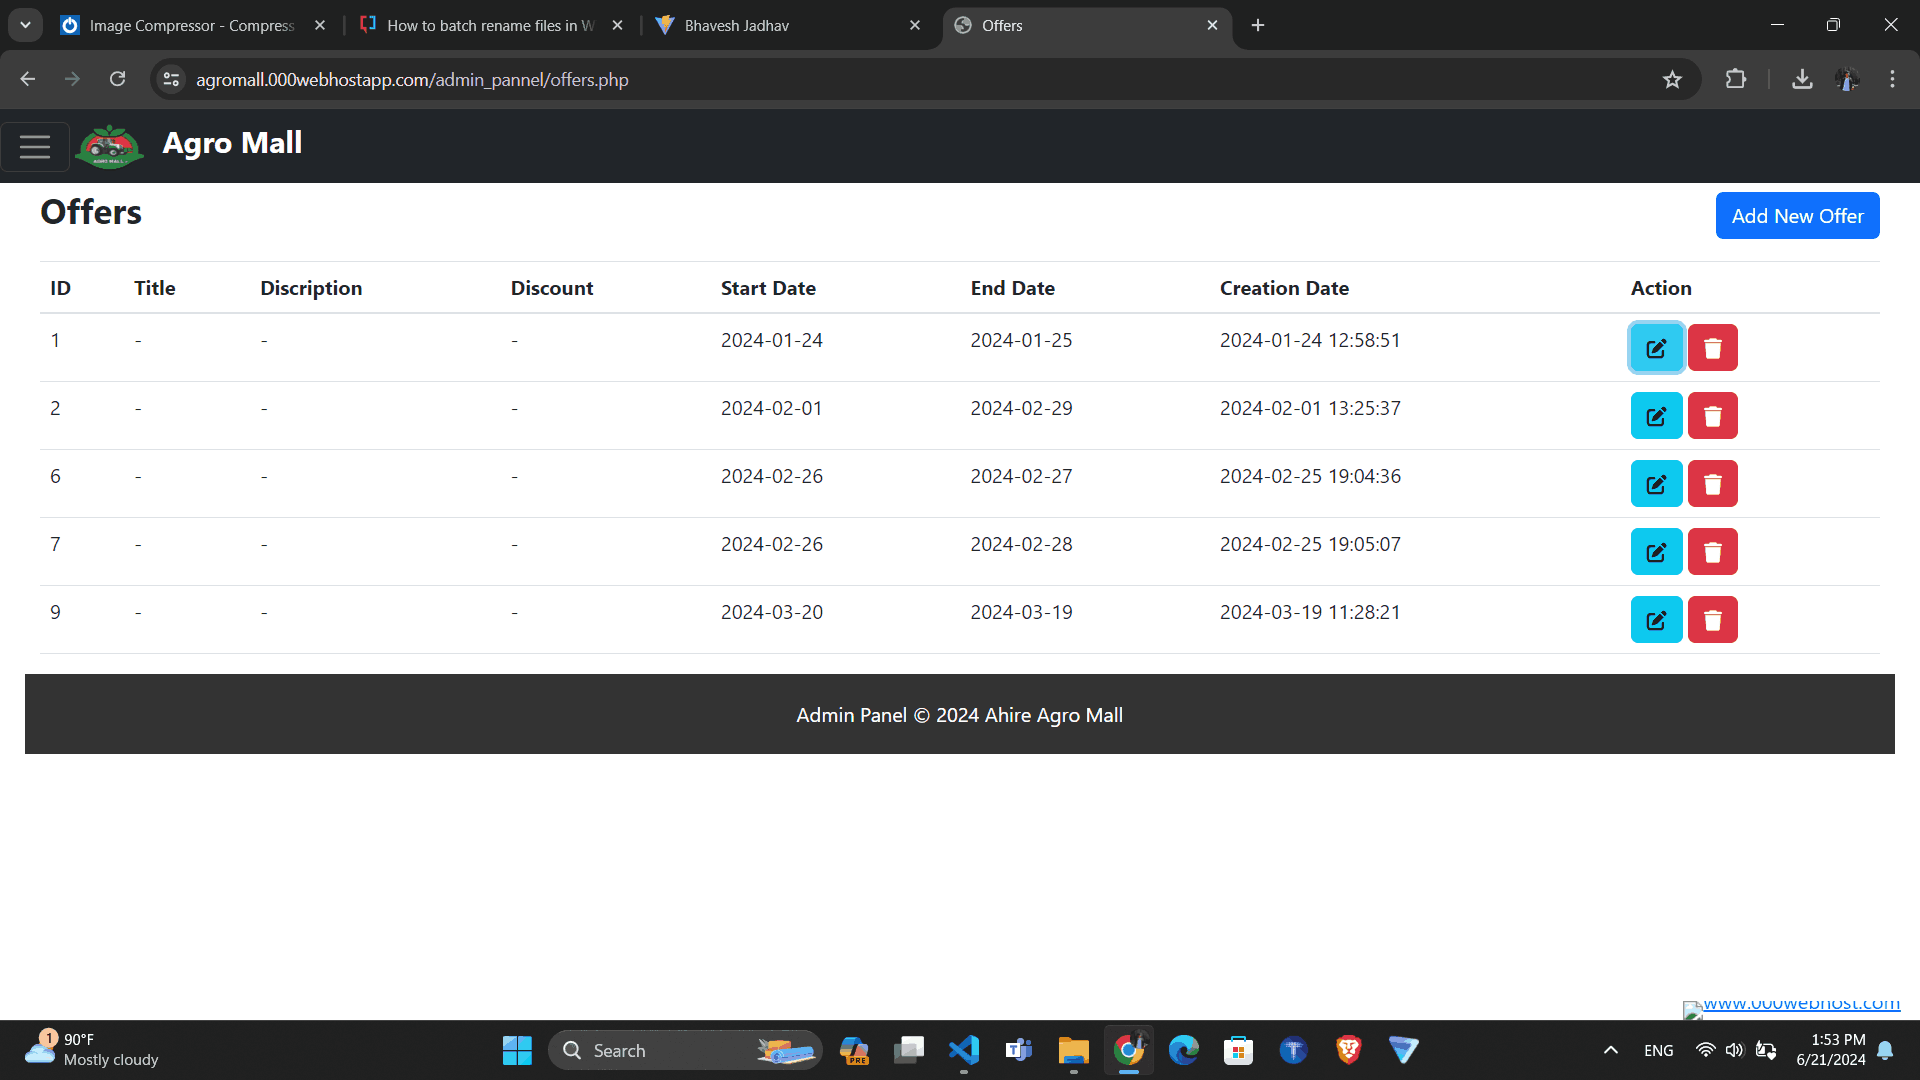 Image Compressor - Compress
How to batch rename files in W
Bhavesh Jadhav
Offers
agromall.000webhostapp.com/admin_pannel/offers.php
AGRO MALL
Agro Mall
Offers
Add New Offer
ID Title Discription Discount Start Date End Date Creation Date Action
1 - - - 2024-01-24 2024-01-25 2024-01-24 12:58:51
2 - - - 2024-02-01 2024-02-29 2024-02-01 13:25:37
6 - - - 2024-02-26 2024-02-27 2024-02-25 19:04:36
7 - - - 2024-02-26 2024-02-28 2024-02-25 19:05:07
9 - - - 2024-03-20 2024-03-19 2024-03-19 11:28:21
Admin Panel © 2024 Ahire Agro Mall
www.000webhost.com
1
90°F
Mostly cloudy
Search
PRE
ENG
1:53 PM
6/21/2024